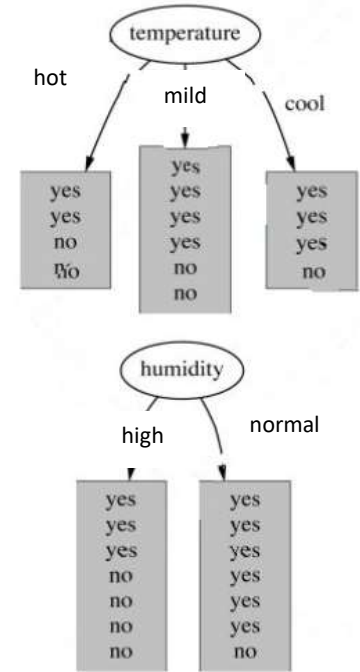 temperature
hot
mild
cool
yes
yes
no
no
yes
yes
yes
yes
no
no
yes
yes
yes
no
humidity
high
normal
yes
yes
yes
no
no
no
no
yes
yes
yes
yes
yes
yes
no